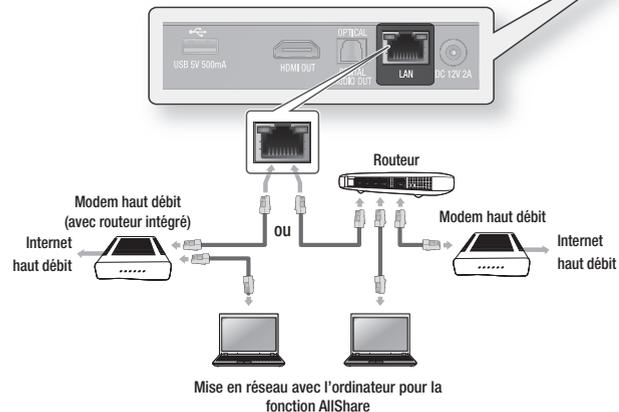 USB 5V 500mA
HDMI OUT
OPTICAL
DIGITAL
AUDIO OUT
LAN
DC 12V 2A
Routeur
Modem haut débit
(avec routeur intégré)
Internet
haut débit
ou
Modem haut débit
Internet
haut débit
Mise en réseau avec l'ordinateur pour la
fonction AllShare